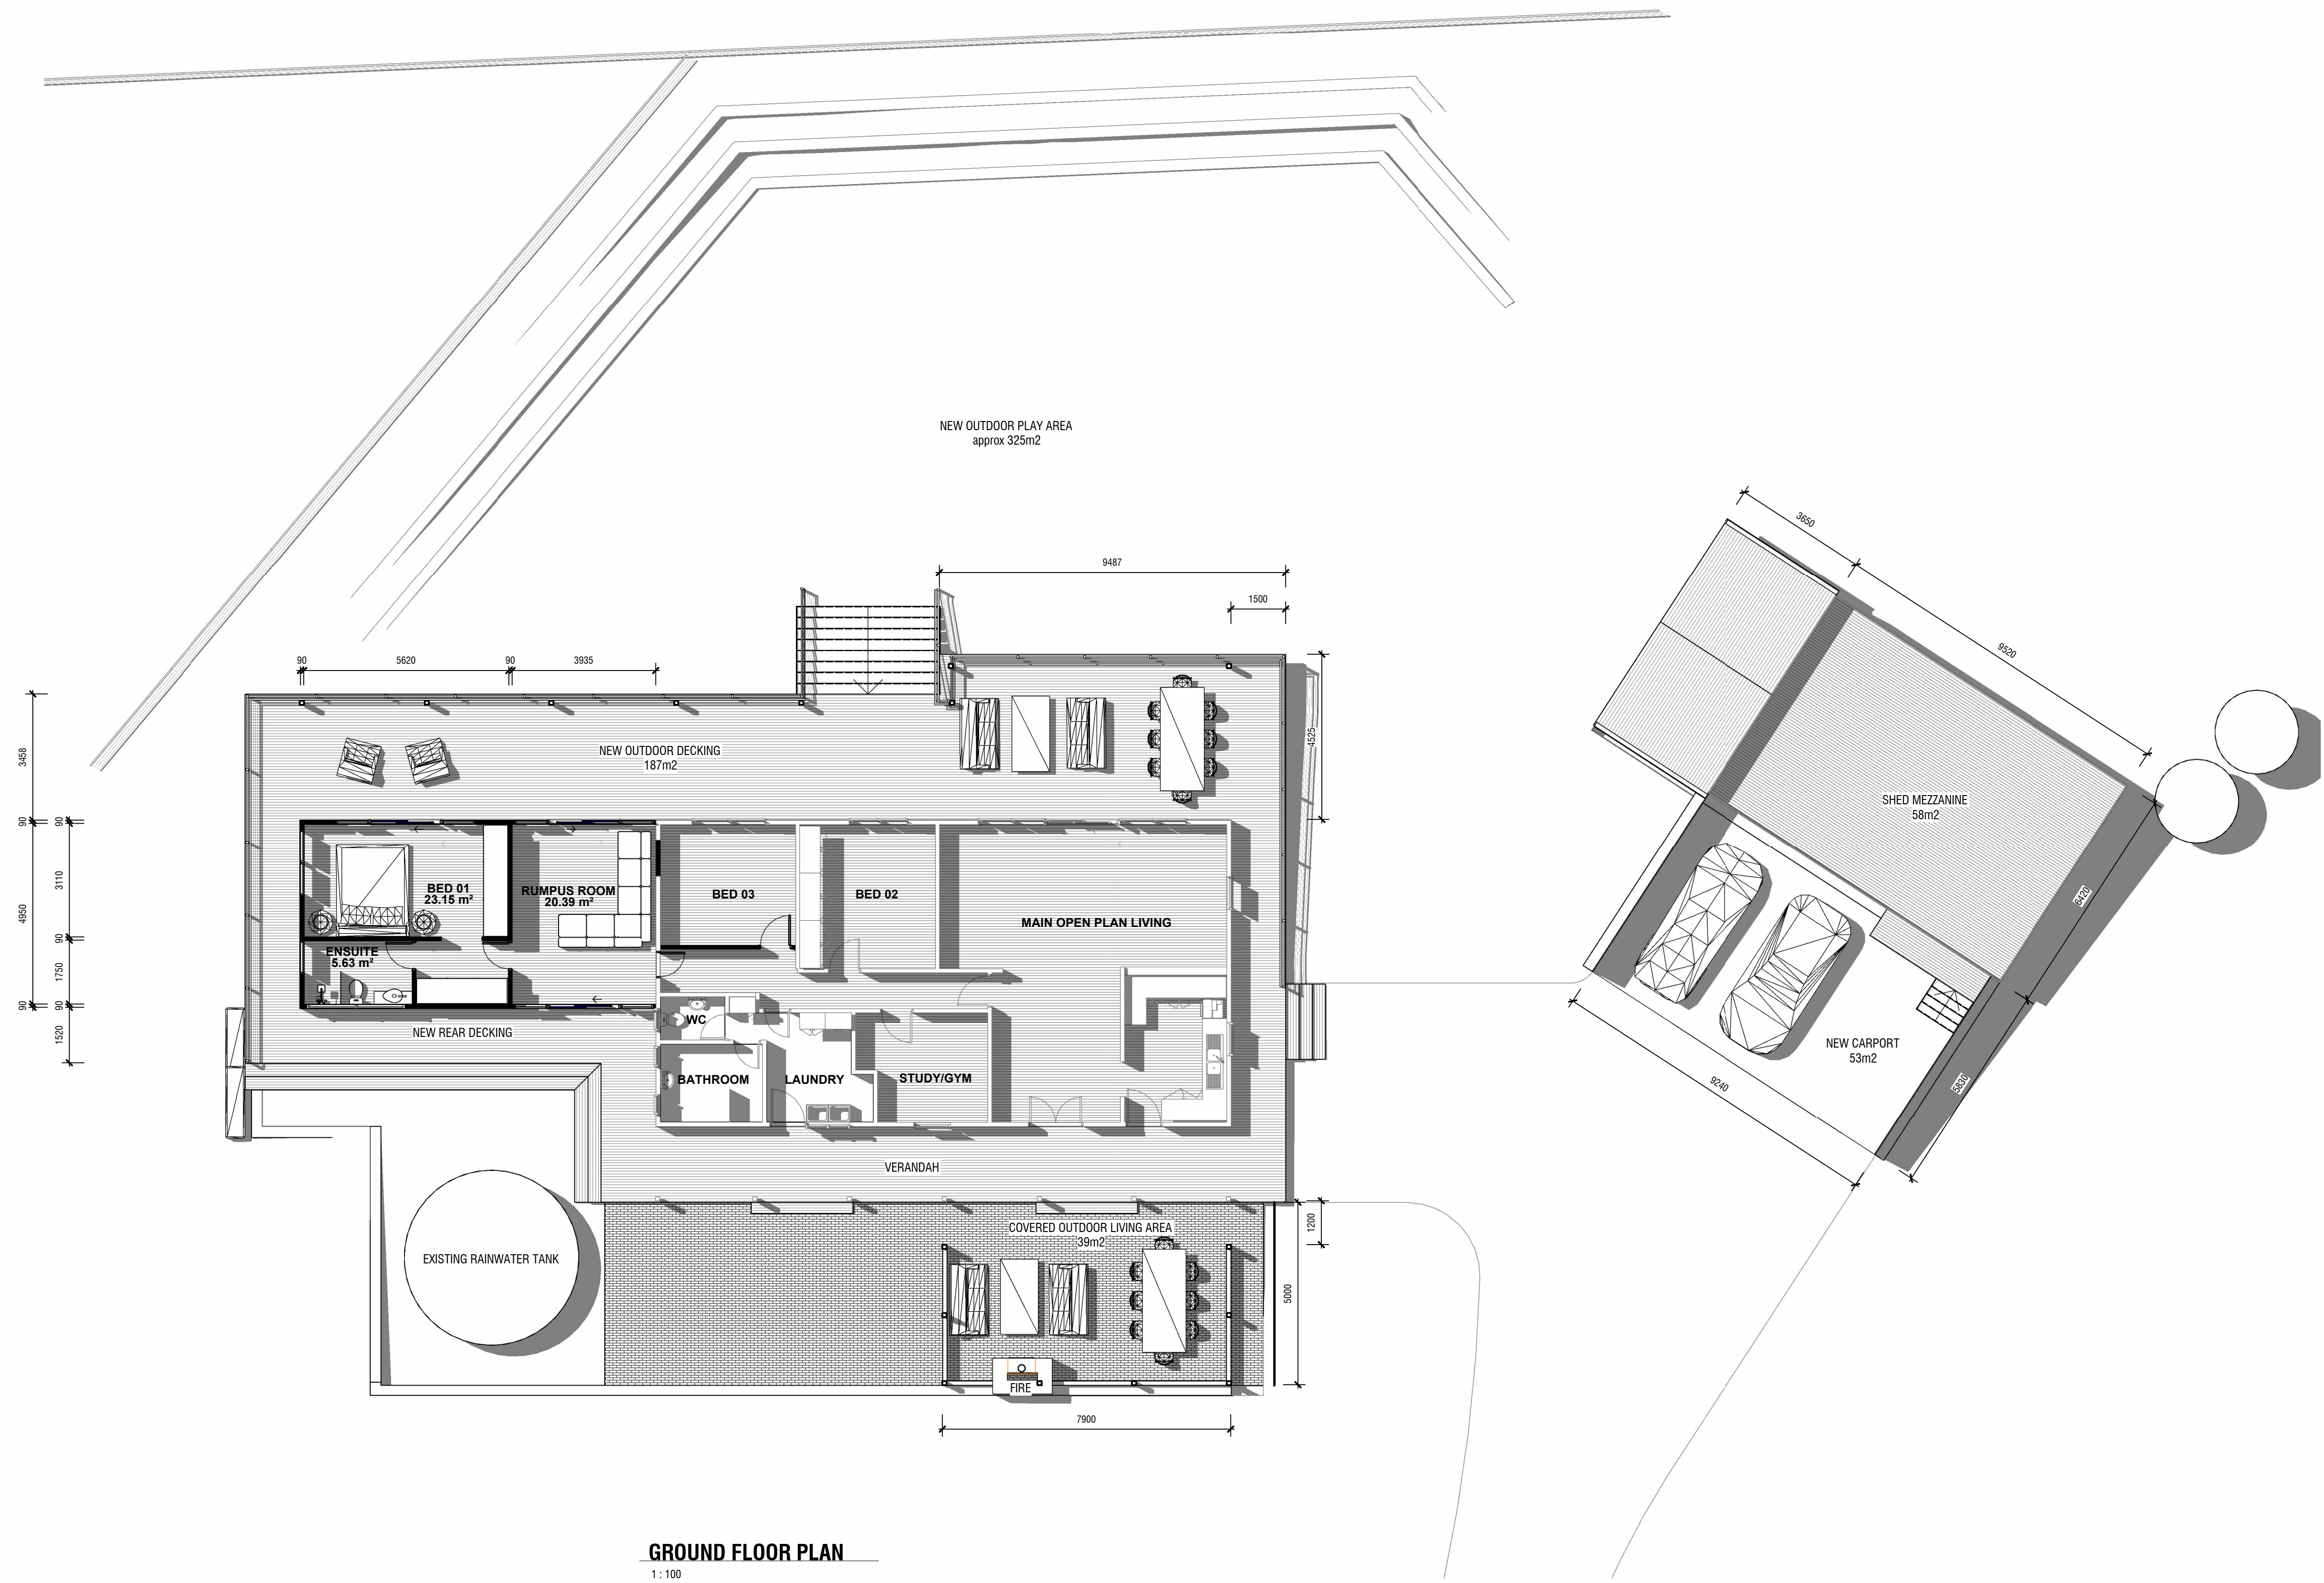 NEW OUTDOOR PLAY AREA
approx 325m2
3650
9520
9487
1500
90
5620
90
3935
3458
4525
NEW OUTDOOR DECKING
187m2
SHED MEZZANINE
58m2
90
90
3110
4950
90
1750
90
90
1520
BED 01
23.15 m²
RUMPUS ROOM
20.39 m²
BED 03
BED 02
MAIN OPEN PLAN LIVING
6420
ENSUITE
5.63 m²
WC
NEW REAR DECKING
BATHROOM
LAUNDRY
STUDY/GYM
NEW CARPORT
53m2
9240
5830
VERANDAH
COVERED OUTDOOR LIVING AREA
39m2
1200
EXISTING RAINWATER TANK
5000
FIRE
7900
GROUND FLOOR PLAN
1 : 100